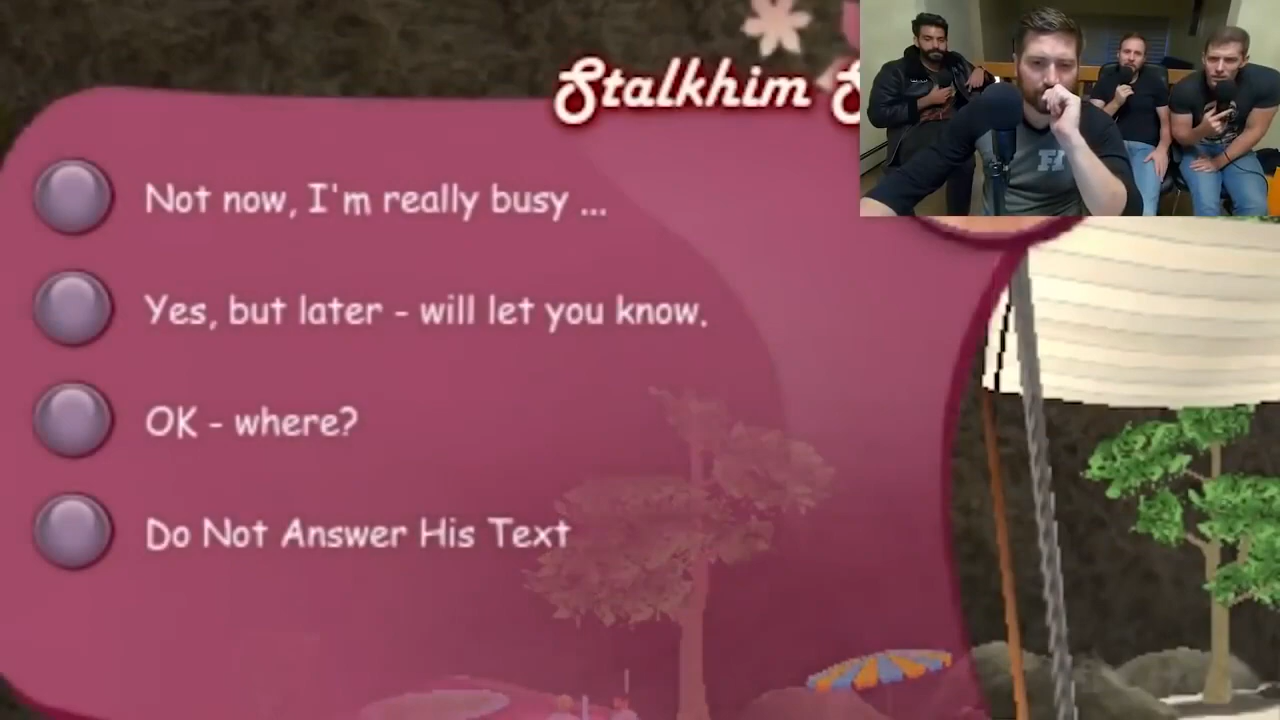 Stalkhim
Not now, I'm really busy ...
Yes, but later - will let you know.
OK - where?
Do Not Answer His Text